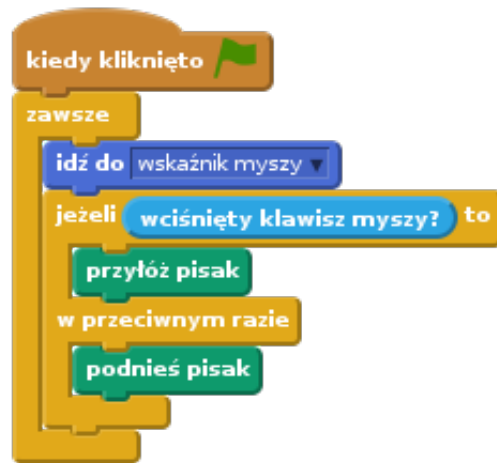 kiedy kliknięto
zawsze
idź do wskaźnik myszy
jeżeli wciśnięty klawisz myszy? to
przyłóż pisak
w przeciwnym razie
podnieś pisak